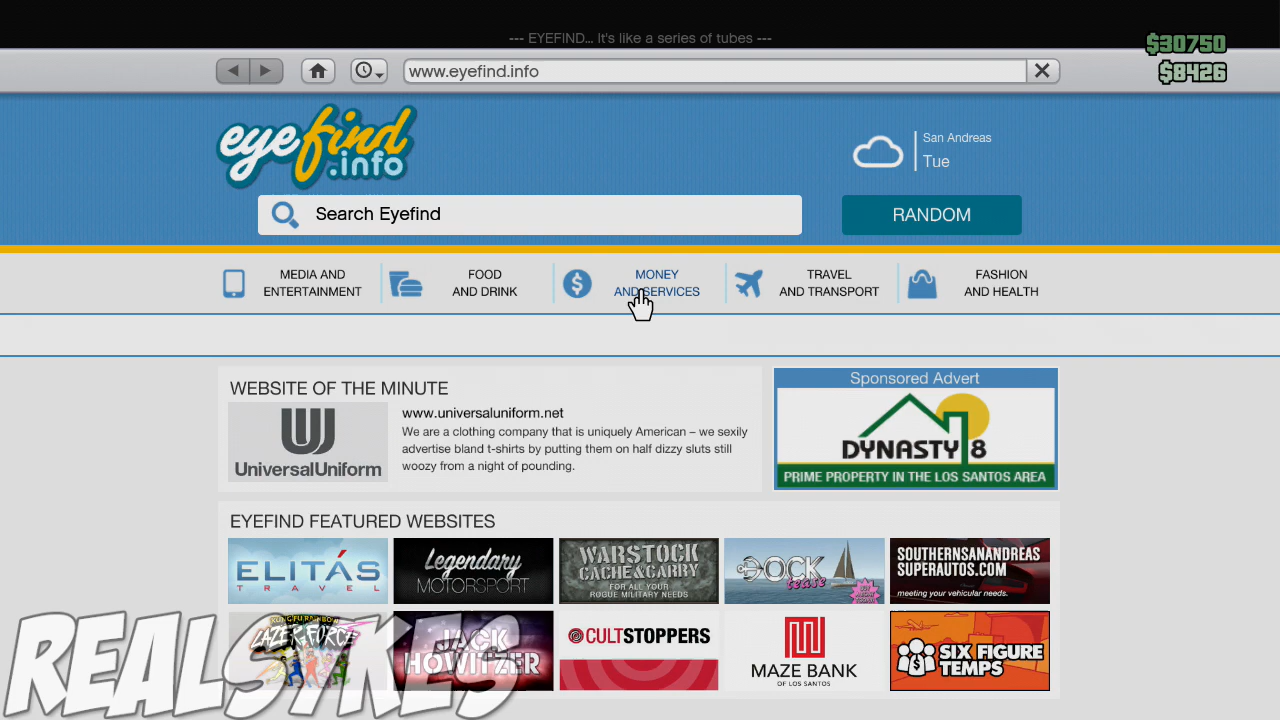 --- EYEFIND... It's like a series of tubes ---
$30750
$8426
www.eyefind.info
eyefind
.info
San Andreas
Tue
Search Eyefind
RANDOM
MEDIA AND
ENTERTAINMENT
FOOD
AND DRINK
MONEY
AND SERVICES
TRAVEL
AND TRANSPORT
FASHION
AND HEALTH
WEBSITE OF THE MINUTE
UNIVERSALUNIFORM
www.universaluniform.net
We are a clothing company that is uniquely American – we sexily
advertise bland t-shirts by putting them on half dizzy sluts still
woozy from a night of pounding.
Sponsored Advert
DYNASTY 8
PRIME PROPERTY IN THE LOS SANTOS AREA
EYEFIND FEATURED WEBSITES
ELITÁS
TRAVEL
Legendary
MOTORSPORT
WARSTOCK
CACHE & CARRY
FOR ALL YOUR
ROGUE MILITARY NEEDS
DOCK
tease
SOUTHERNSANANDREAS
SUPERAUTOS.COM
meeting your vehicular needs.
KUNG FU RAINBOW
LAZERFORCE
JACK
HOWITZER
CULTSTOPPERS
MAZE BANK
OF LOS SANTOS
SIX FIGURE
TEMPS
REALSYKES